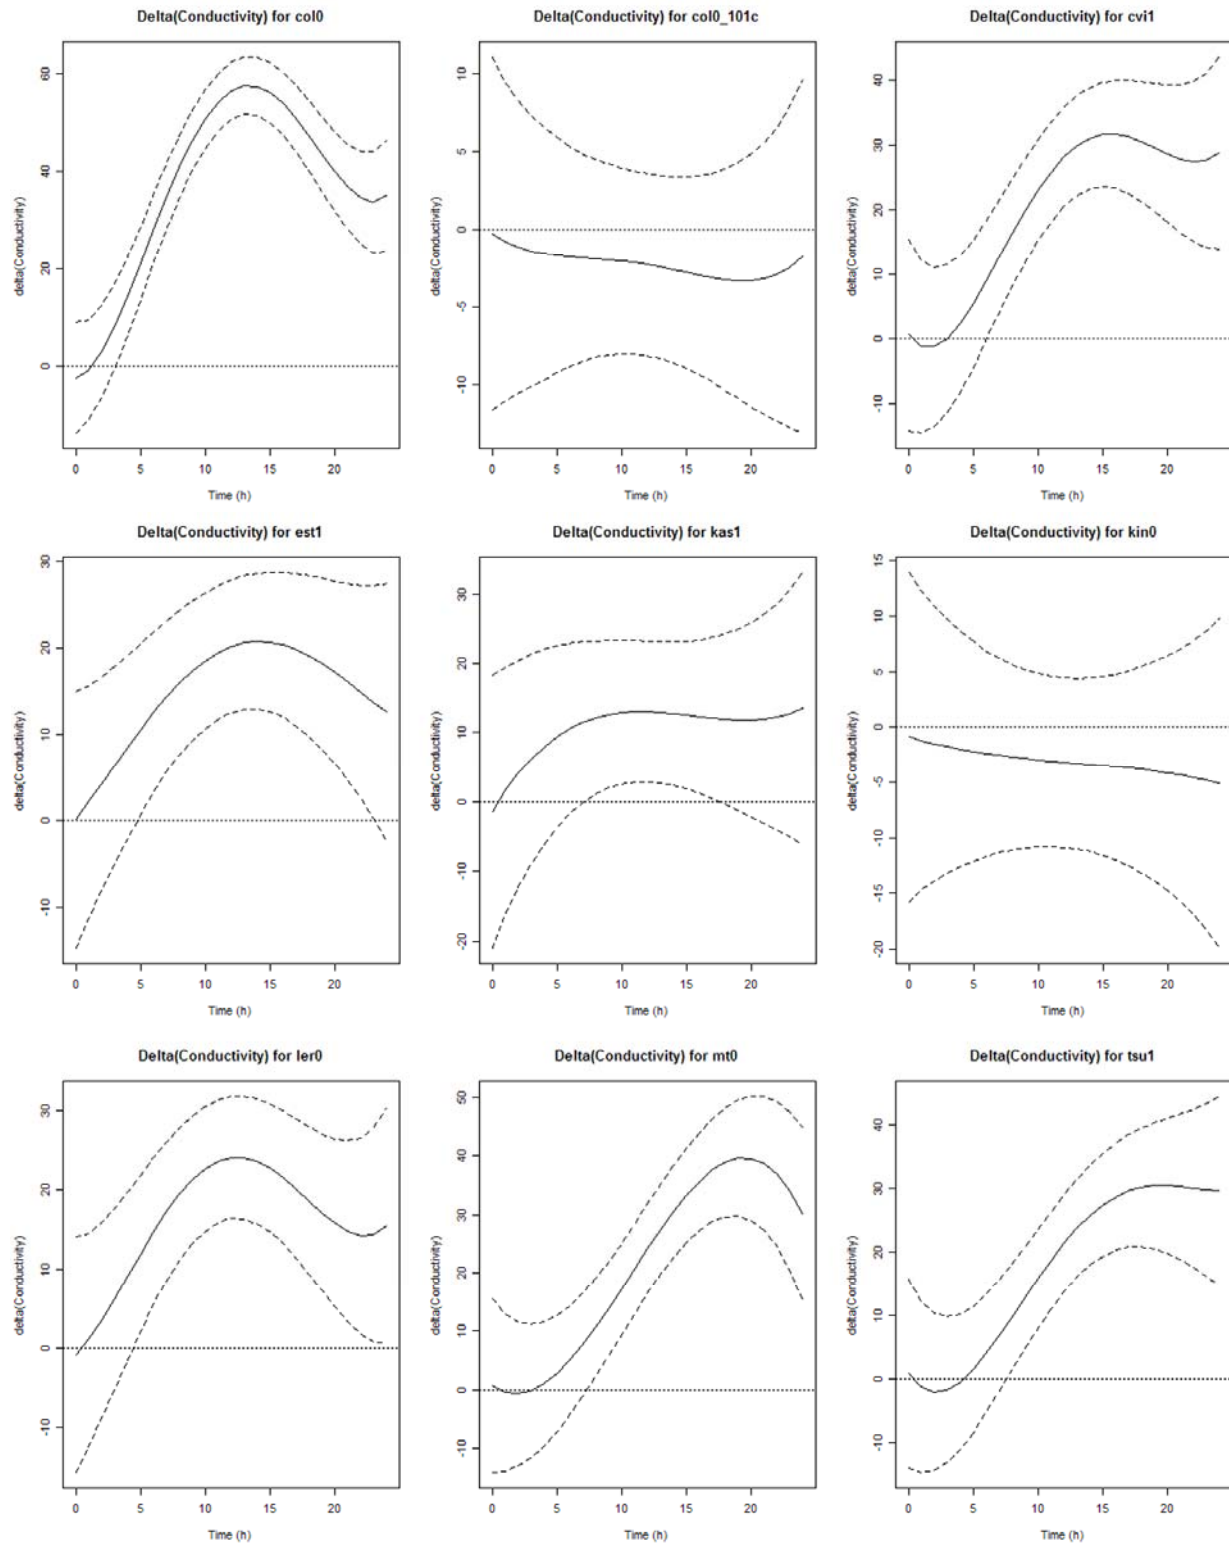 Delta(Conductivity) for col0
delta(Conductivity)
60
40
20
0
0 5 10 15 20
Time (h)
Delta(Conductivity) for col0_101c
delta(Conductivity)
10
5
0
-5
-10
0 5 10 15 20
Time (h)
Delta(Conductivity) for cvi1
delta(Conductivity)
40
30
20
10
0
-10
0 5 10 15 20
Time (h)
Delta(Conductivity) for est1
delta(Conductivity)
30
20
10
0
-10
0 5 10 15 20
Time (h)
Delta(Conductivity) for kas1
delta(Conductivity)
30
20
10
0
-10
-20
0 5 10 15 20
Time (h)
Delta(Conductivity) for kin0
delta(Conductivity)
15
10
5
0
-5
-10
-15
-20
0 5 10 15 20
Time (h)
Delta(Conductivity) for ler0
delta(Conductivity)
30
20
10
0
-10
0 5 10 15 20
Time (h)
Delta(Conductivity) for mt0
delta(Conductivity)
50
40
30
20
10
0
-10
0 5 10 15 20
Time (h)
Delta(Conductivity) for tsu1
delta(Conductivity)
40
30
20
10
0
-10
0 5 10 15 20
Time (h)